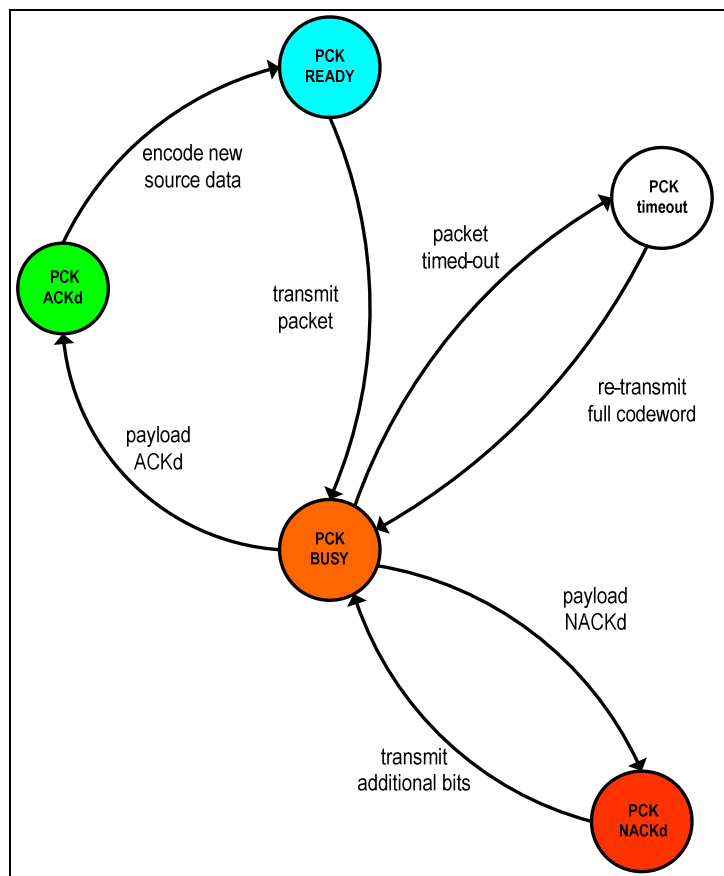 PCK
READY
encode new
source data
PCK
timeout
packet
timed-out
PCK
ACKd
transmit
packet
re-transmit
full codeword
payload
ACKd
PCK
BUSY
payload
NACKd
transmit
additional bits
PCK
NACKd